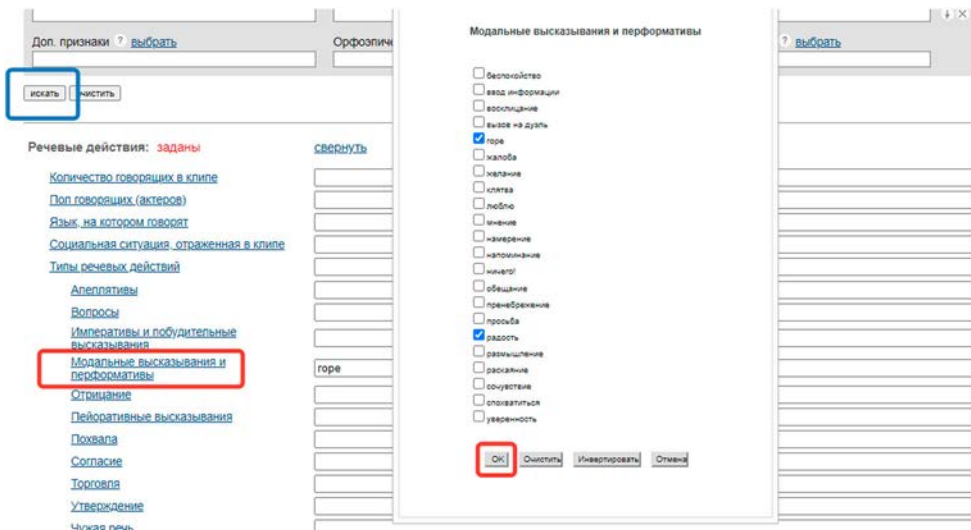 Доп. признаки ? выбрать
Орфоэпиче
? выбрать
искать
очистить
Речевые действия: заданы
свернуть
Количество говорящих в клипе
Пол говорящих (актеров)
Язык, на котором говорят
Социальная ситуация, отраженная в клипе
Типы речевых действий
Апеллятивы
Вопросы
Императивы и побудительные
высказывания
Модальные высказывания и
перформативы
горе
Отрицание
Пейоративные высказывания
Похвала
Согласие
Торговля
Утверждение
Чужая речь
Модальные высказывания и перформативы
беспокойство
ввод информации
восклицание
вызов на дуэль
горе
жалоба
желание
клятва
люблю
мнение
намерение
напоминание
ничего!
обещание
пренебрежение
просьба
радость
размышление
раскаяние
сочувствие
спохватиться
уверенность
OK
Очистить
Инвертировать
Отмена